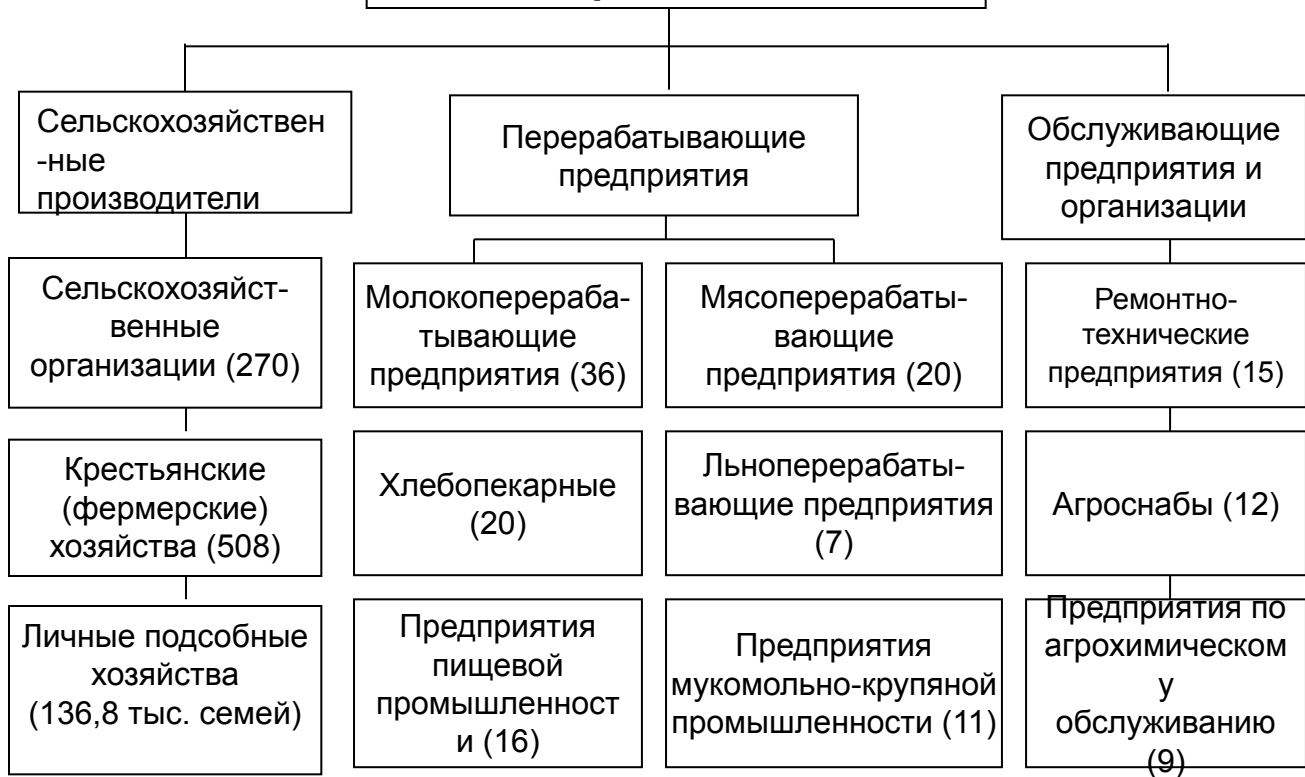 Сельскохозяйствен
-ные
производители
Перерабатывающие
предприятия
Обслуживающие
предприятия и
организации
Сельскохозяйст-
венные
организации (270)
Молокоперераба-
тывающие
предприятия (36)
Мясоперерабаты-
вающие
предприятия (20)
Ремонтно-
технические
предприятия (15)
Крестьянские
(фермерские)
хозяйства (508)
Хлебопекарные
(20)
Льноперерабаты-
вающие предприятия
(7)
Агроснабы (12)
Личные подсобные
хозяйства
(136,8 тыс. семей)
Предприятия
пищевой
промышленност
и (16)
Предприятия
мукомольно-крупяной
промышленности (11)
Предприятия по
агрохимическом
у
обслуживанию
(9)